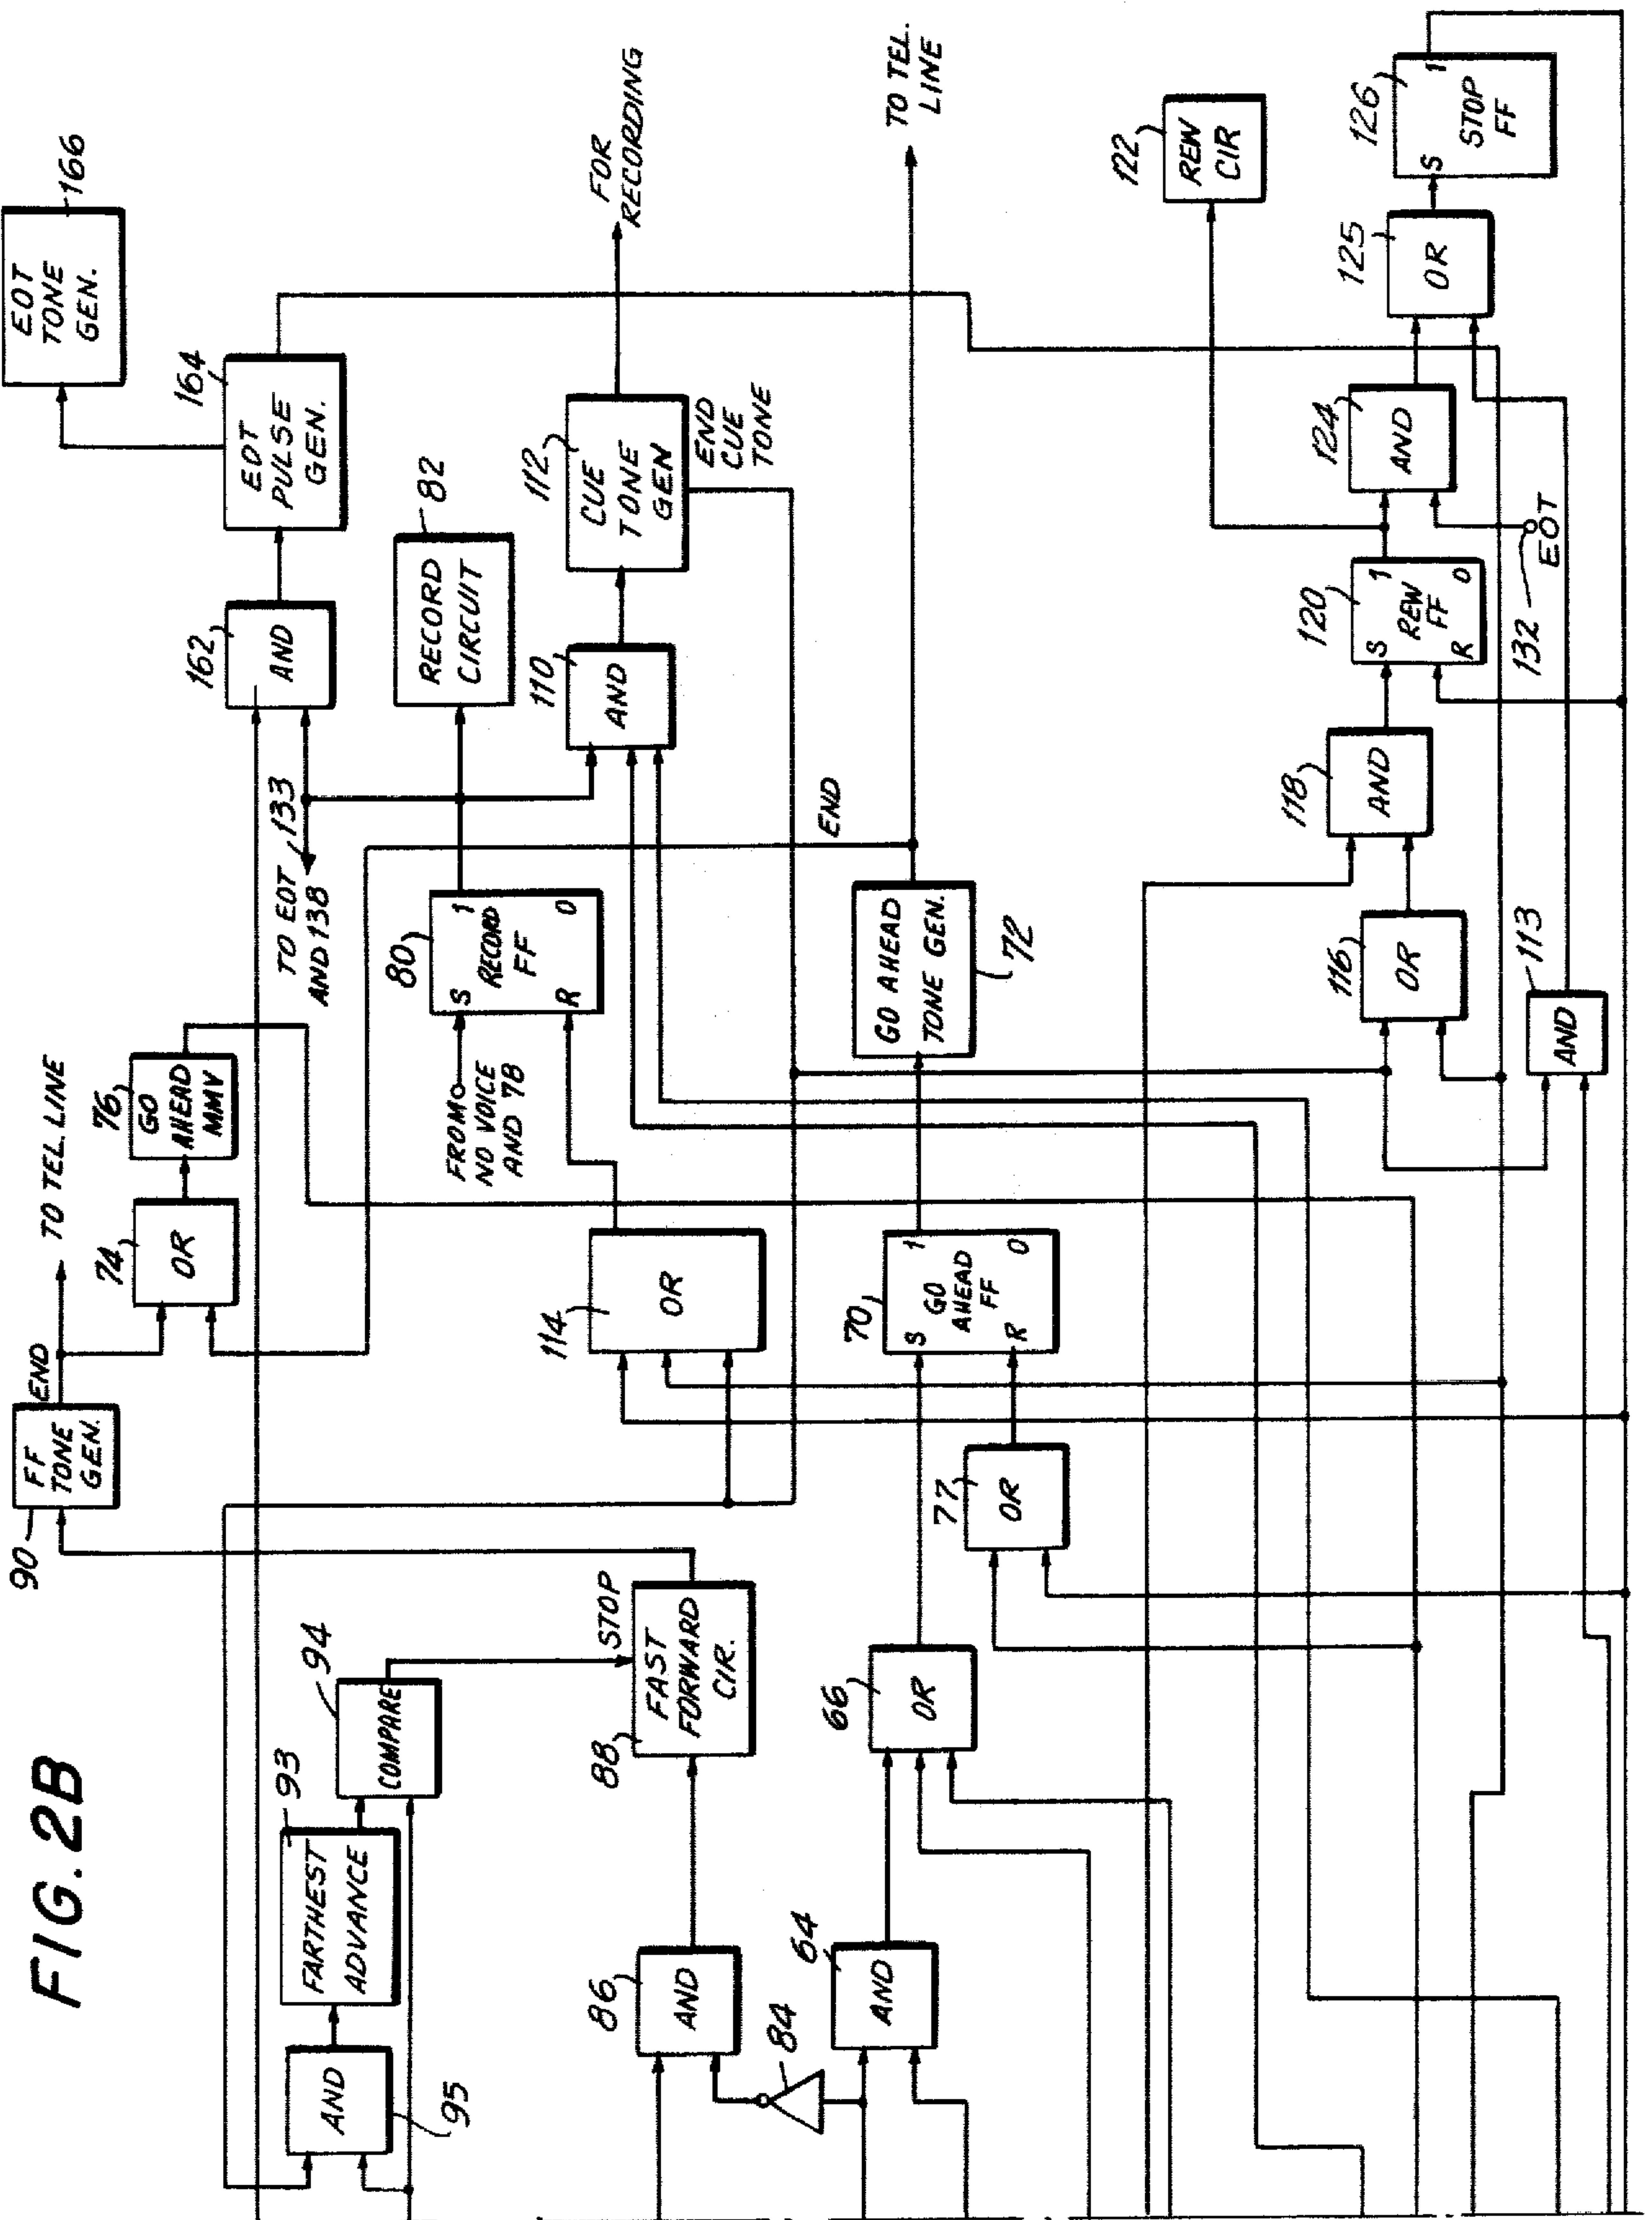 FIG. 2B
90
FF
TONE
GEN.
END
TO TEL LINE
74
OR
76
GO
AHEAD
MMV
TO EOT
AND 138
133
162
AND
164
EOT
PULSE
GEN.
EOT
TONE
GEN.
166
95
AND
93
FARTHEST
ADVANCE
94
COMPARE
STOP
88
FAST
FORWARD
CIR.
86
AND
84
114
OR
FROM
NO VOICE
AND 78
80
S
RECORD
FF
1
R
0
82
RECORD
CIRCUIT
110
AND
112
CUE
TONE
GEN
END
CUE
TONE
FOR
RECORDING
64
AND
66
OR
77
OR
70
S
GO
AHEAD
FF
1
R
0
GO AHEAD
TONE GEN.
72
END
TO TEL.
LINE
116
OR
113
AND
118
AND
120
S
REW
FF
1
R
0
122
REW
CIR
124
AND
132
EOT
125
OR
126
S
STOP
FF
1